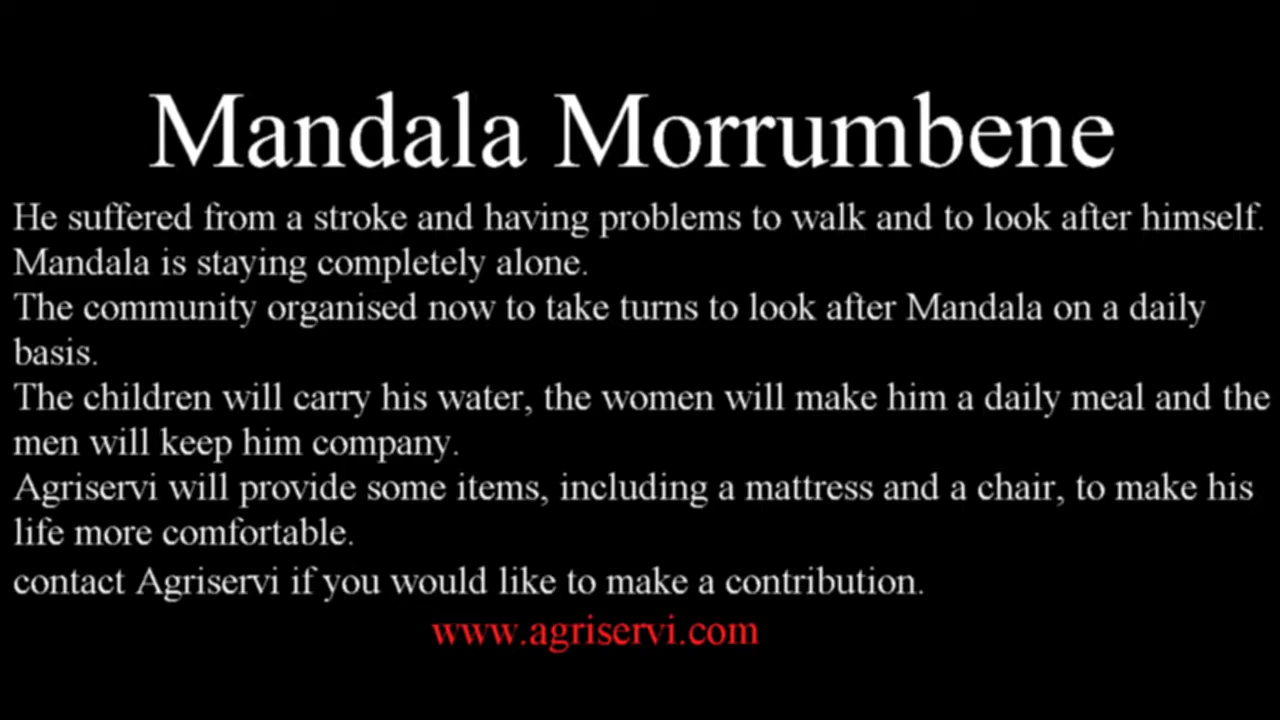 Mandala Morrumbene
He suffered from a stroke and having problems to walk and to look after himself.
Mandala is staying completely alone.
The community organised now to take turns to look after Mandala on a daily
basis.
The children will carry his water, the women will make him a daily meal and the
men will keep him company.
Agriservi will provide some items, including a mattress and a chair, to make his
life more comfortable.
contact Agriservi if you would like to make a contribution.
www.agriservi.com